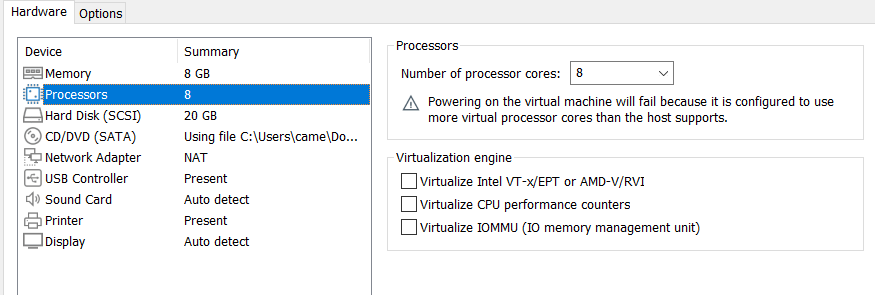 Hardware
Options
Device Summary
Memory 8 GB
Processors 8
Hard Disk (SCSI) 20 GB
CD/DVD (SATA) Using file C:\Users\came\Do...
Network Adapter NAT
USB Controller Present
Sound Card Auto detect
Printer Present
Display Auto detect
Processors
Number of processor cores: 8
Powering on the virtual machine will fail because it is configured to use
more virtual processor cores than the host supports.
Virtualization engine
Virtualize Intel VT-x/EPT or AMD-V/RVI
Virtualize CPU performance counters
Virtualize IOMMU (IO memory management unit)